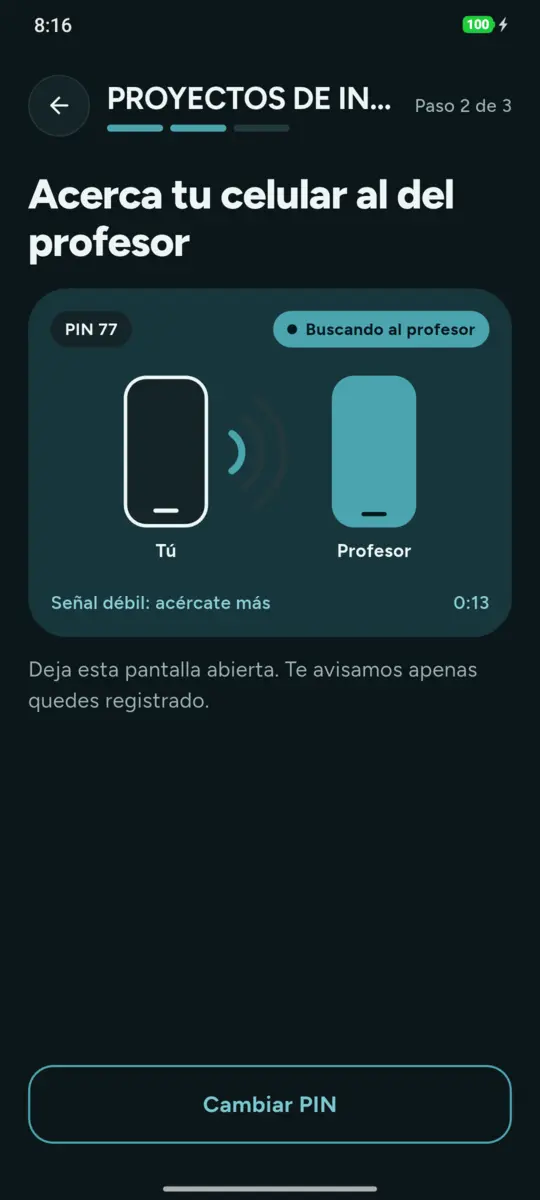 8:16
100
PROYECTOS DE IN...
Paso 2 de 3
Acerca tu celular al del
profesor
PIN 77
Buscando al profesor
Tú
Profesor
Señal débil: acércate más
0:13
Deja esta pantalla abierta. Te avisamos apenas
quedes registrado.
Cambiar PIN